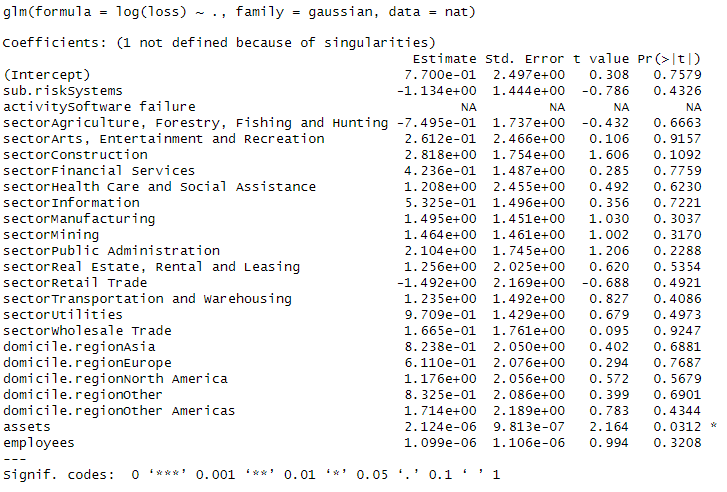 glm(formula = log(loss) ~ ., family = gaussian, data = nat)
Coefficients: (1 not defined because of singularities)
Estimate Std. Error t value Pr(>|t|)
(Intercept) 7.700e-01 2.497e+00 0.308 0.7579
sub.riskSystems -1.134e+00 1.444e+00 -0.786 0.4326
activitySoftware failure NA NA NA NA
sectorAgriculture, Forestry, Fishing and Hunting -7.495e-01 1.737e+00 -0.432 0.6663
sectorArts, Entertainment and Recreation 2.612e-01 2.466e+00 0.106 0.9157
sectorConstruction 2.818e+00 1.754e+00 1.606 0.1092
sectorFinancial Services 4.236e-01 1.487e+00 0.285 0.7759
sectorHealth Care and Social Assistance 1.208e+00 2.455e+00 0.492 0.6230
sectorInformation 5.325e-01 1.496e+00 0.356 0.7221
sectorManufacturing 1.495e+00 1.451e+00 1.030 0.3037
sectorMining 1.464e+00 1.461e+00 1.002 0.3170
sectorPublic Administration 2.104e+00 1.745e+00 1.206 0.2288
sectorReal Estate, Rental and Leasing 1.256e+00 2.025e+00 0.620 0.5354
sectorRetail Trade -1.492e+00 2.169e+00 -0.688 0.4921
sectorTransportation and Warehousing 1.235e+00 1.492e+00 0.827 0.4086
sectorUtilities 9.709e-01 1.429e+00 0.679 0.4973
sectorWholesale Trade 1.665e-01 1.761e+00 0.095 0.9247
domicile.regionAsia 8.238e-01 2.050e+00 0.402 0.6881
domicile.regionEurope 6.110e-01 2.076e+00 0.294 0.7687
domicile.regionNorth America 1.176e+00 2.056e+00 0.572 0.5679
domicile.regionOther 8.325e-01 2.086e+00 0.399 0.6901
domicile.regionOther Americas 1.714e+00 2.189e+00 0.783 0.4344
assets 2.124e-06 9.813e-07 2.164 0.0312 *
employees 1.099e-06 1.106e-06 0.994 0.3208
---
Signif. codes: 0 ‘***’ 0.001 ‘**’ 0.01 ‘*’ 0.05 ‘.’ 0.1 ‘ ’ 1